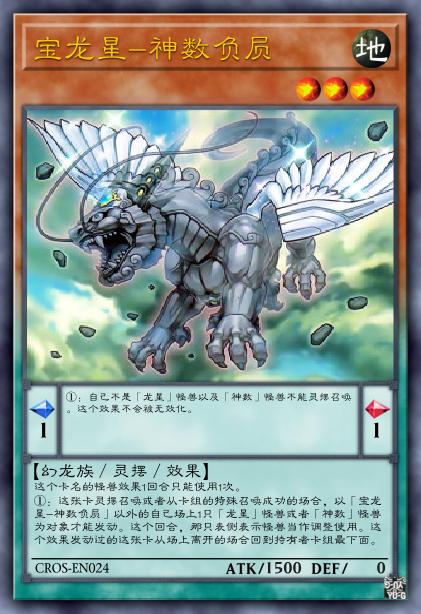 宝龙星-神数负屃
地
①：自己不是「龙星」怪兽以及「神数」怪兽不能灵摆召唤
。这个效果不会被无效化。
1
1
【幻龙族／灵摆／效果】
这个卡名的怪兽效果1回合只能使用1次。
①：这张卡灵摆召唤或者从卡组的特殊召唤成功的场合，以「宝龙
星-神数负屃」以外的自己场上1只「龙星」怪兽或者「神数」怪兽
为对象才能发动。这个回合，那只表侧表示怪兽当作调整使用。这
个效果发动过的这张卡从场上离开的场合回到持有者卡组最下面。
CROS-EN024 ATK/1500 DEF/ 0